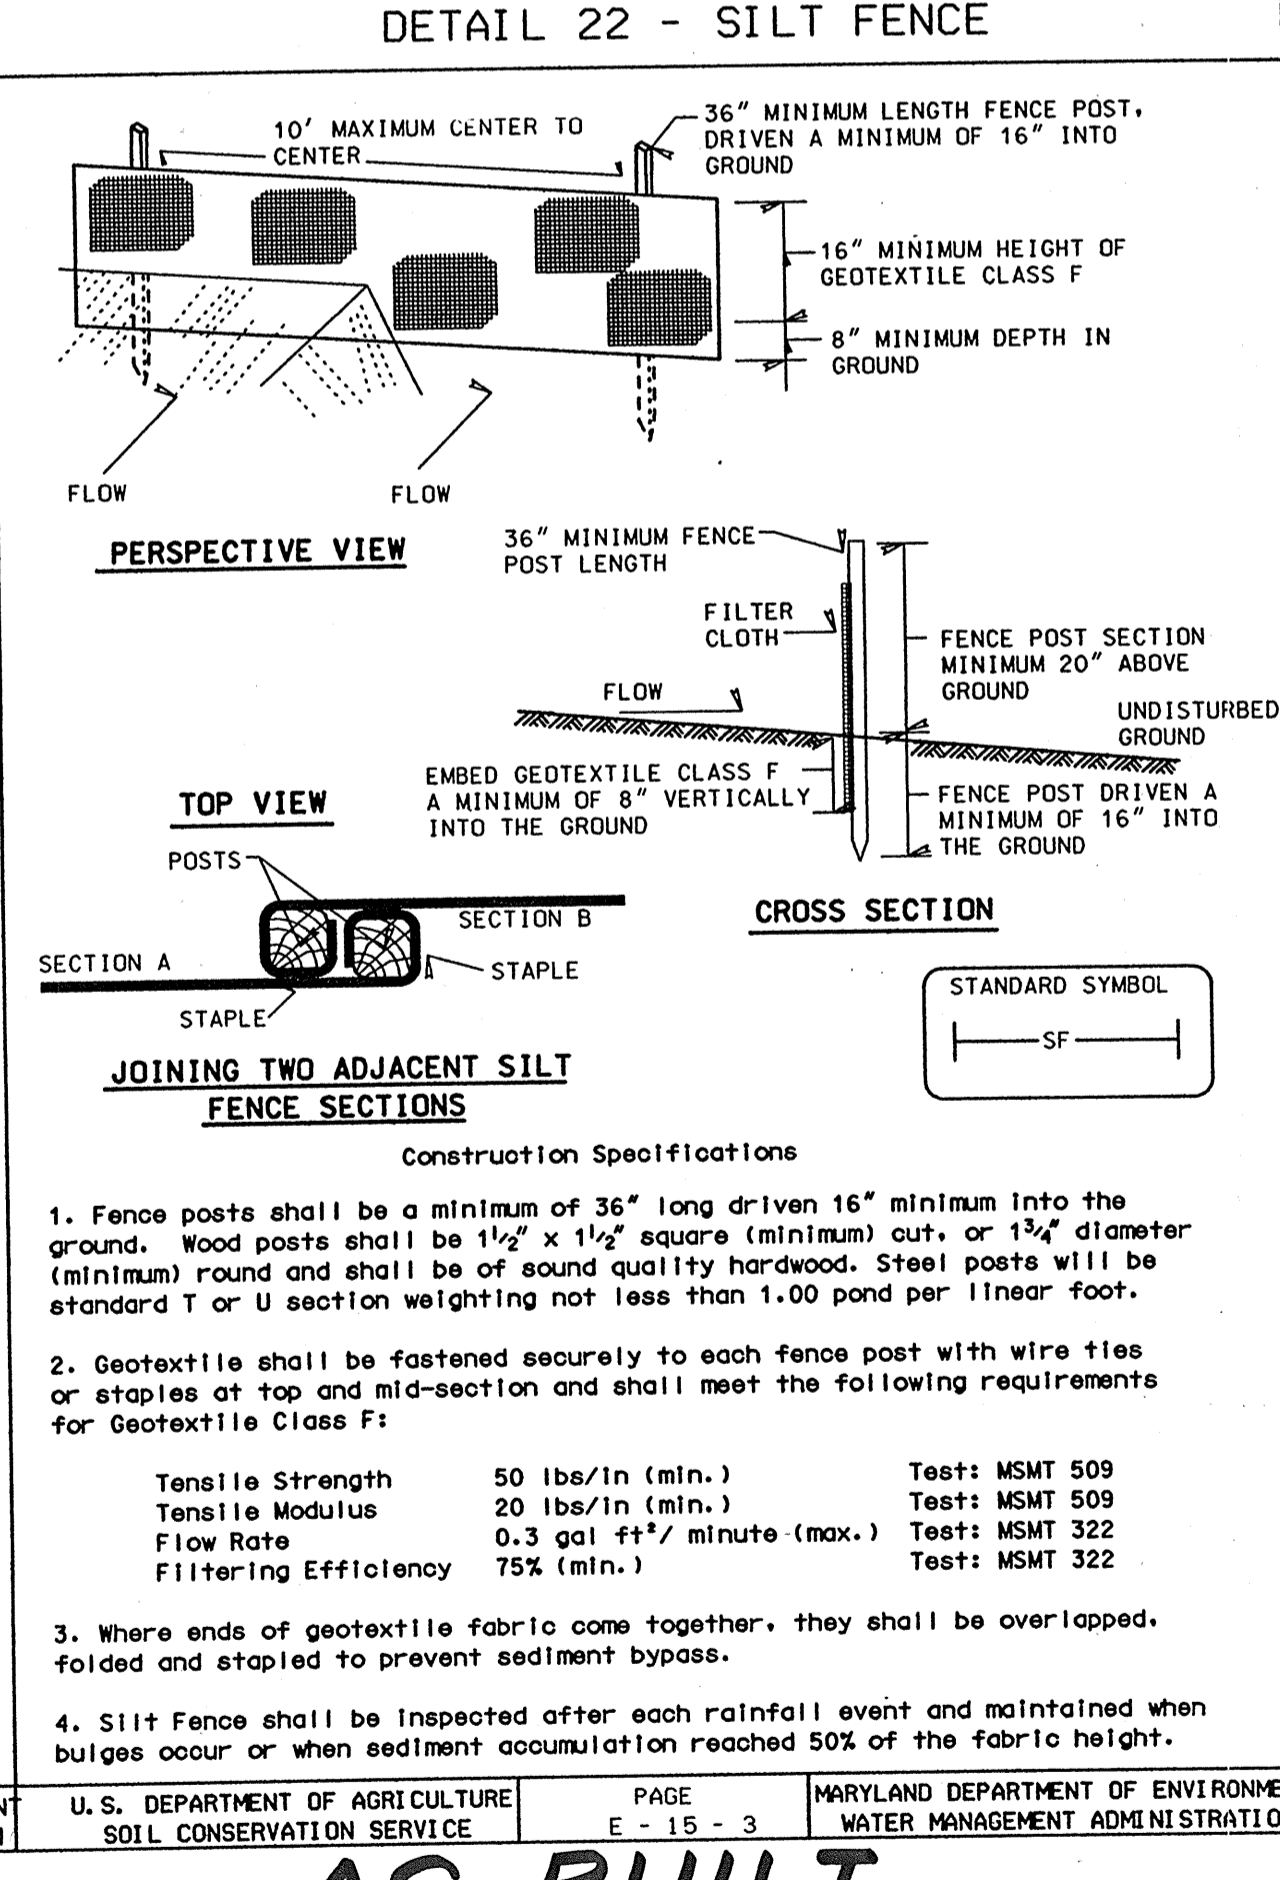 DETAIL 22 - SILT FENCE
10' MAXIMUM CENTER TO
CENTER
36" MINIMUM LENGTH FENCE POST,
DRIVEN A MINIMUM OF 16" INTO
GROUND
16" MINIMUM HEIGHT OF
GEOTEXTILE CLASS F
8" MINIMUM DEPTH IN
GROUND
FLOW
FLOW
PERSPECTIVE VIEW
36" MINIMUM FENCE
POST LENGTH
FILTER
CLOTH
FENCE POST SECTION
MINIMUM 20" ABOVE
GROUND
FLOW
UNDISTURBED
GROUND
EMBED GEOTEXTILE CLASS F
A MINIMUM OF 8" VERTICALLY
INTO THE GROUND
FENCE POST DRIVEN A
MINIMUM OF 16" INTO
THE GROUND
TOP VIEW
POSTS
SECTION B
SECTION A
STAPLE
STAPLE
CROSS SECTION
STANDARD SYMBOL
SF
JOINING TWO ADJACENT SILT
FENCE SECTIONS
Construction Specifications
1. Fence posts shall be a minimum of 36" long driven 16" minimum into the
ground. Wood posts shall be 1½" x 1½" square (minimum) cut, or 1¾" diameter
(minimum) round and shall be of sound quality hardwood. Steel posts will be
standard T or U section weighting not less than 1.00 pond per linear foot.
2. Geotextile shall be fastened securely to each fence post with wire ties
or staples at top and mid-section and shall meet the following requirements
for Geotextile Class F:
Tensile Strength 50 lbs/in (min.) Test: MSMT 509
Tensile Modulus 20 lbs/in (min.) Test: MSMT 509
Flow Rate 0.3 gal ft²/ minute (max.) Test: MSMT 322
Filtering Efficiency 75% (min.) Test: MSMT 322
3. Where ends of geotextile fabric come together, they shall be overlapped,
folded and stapled to prevent sediment bypass.
4. Silt Fence shall be inspected after each rainfall event and maintained when
bulges occur or when sediment accumulation reached 50% of the fabric height.
U.S. DEPARTMENT OF AGRICULTURE
SOIL CONSERVATION SERVICE
PAGE
E - 15 - 3
MARYLAND DEPARTMENT OF ENVIRONME
WATER MANAGEMENT ADMINISTRATIO
AS BUILT